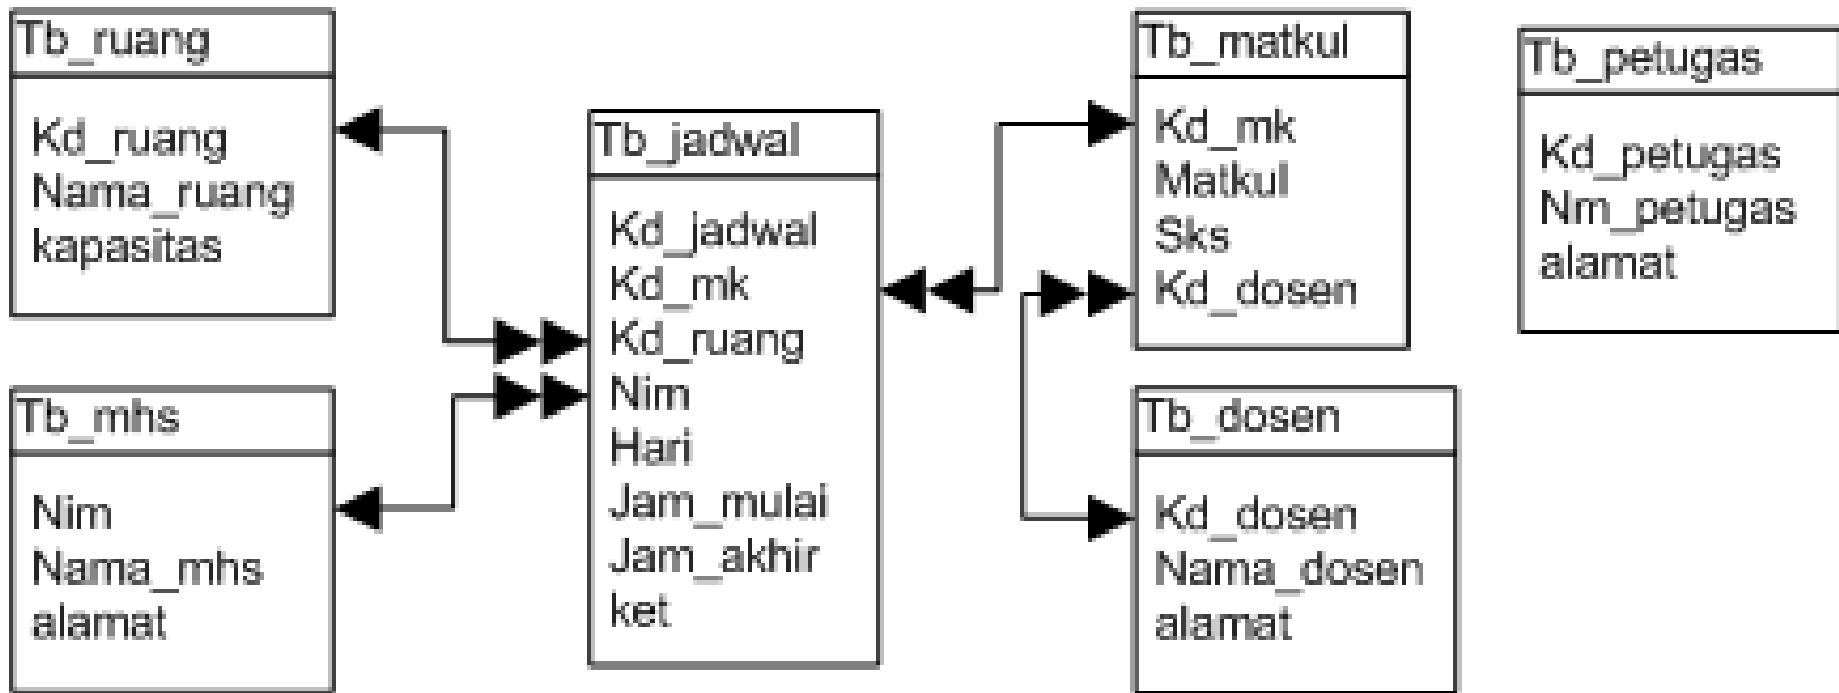 Tb_ruang
Kd_ruang
Nama_ruang
kapasitas
Tb_mhs
Nim
Nama_mhs
alamat
Tb_jadwal
Kd_jadwal
Kd_mk
Kd_ruang
Nim
Hari
Jam_mulai
Jam_akhir
ket
Tb_matkul
Kd_mk
Matkul
Sks
Kd_dosen
Tb_dosen
Kd_dosen
Nama_dosen
alamat
Tb_petugas
Kd_petugas
Nm_petugas
alamat